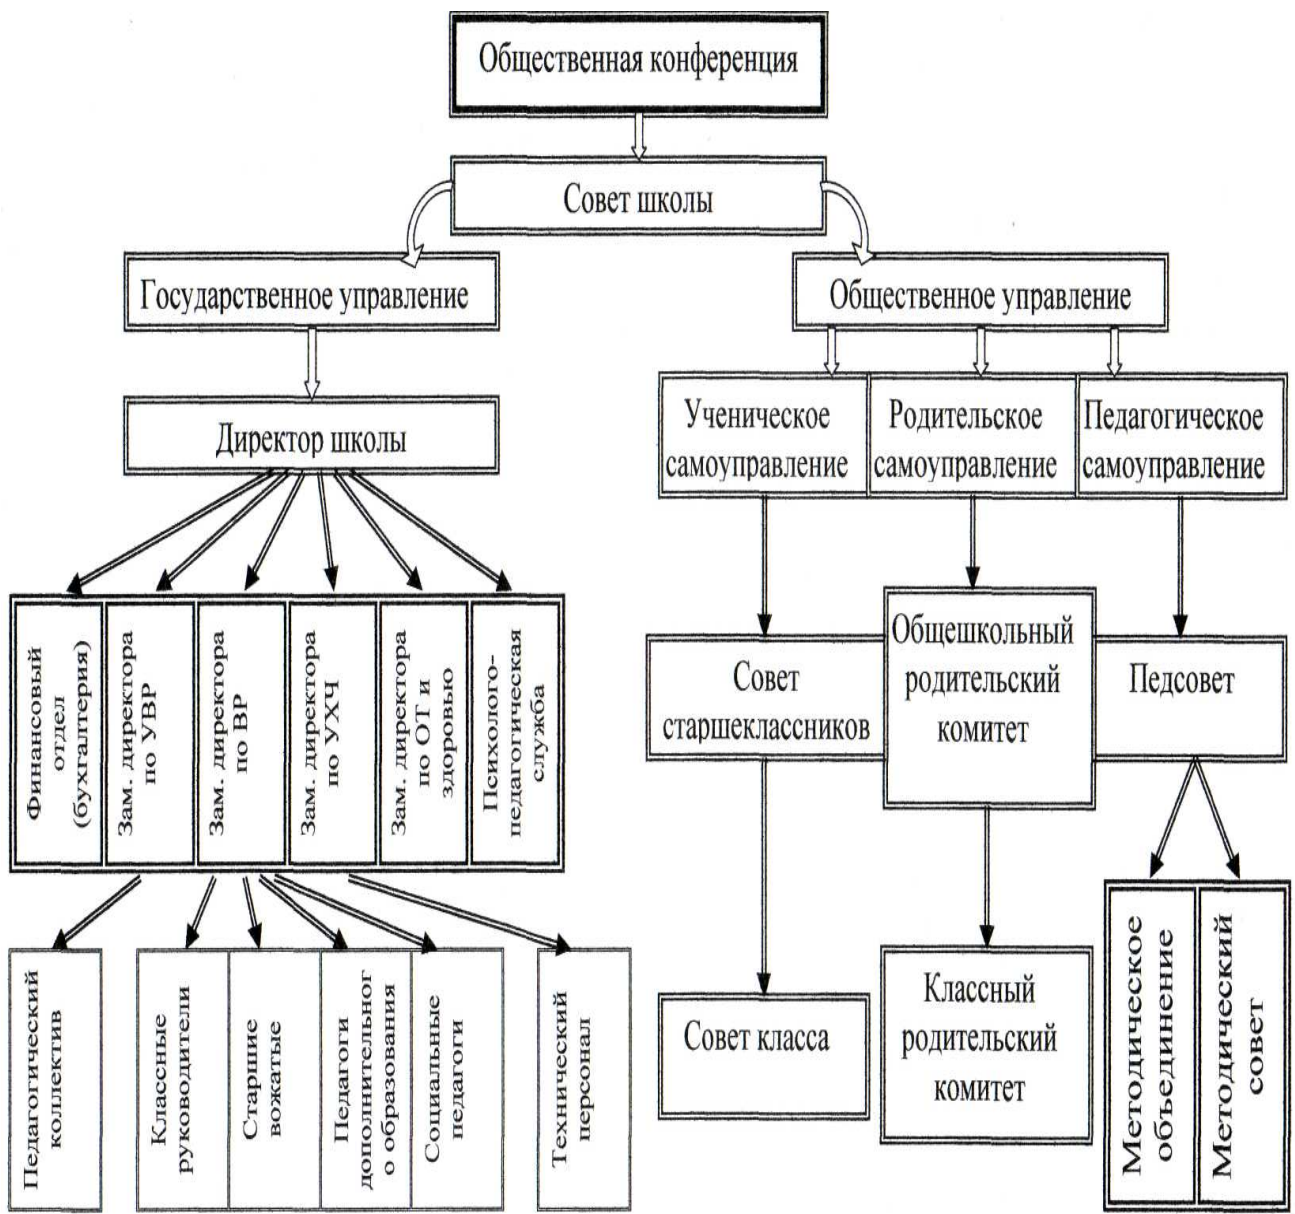 Общественная конференция
Совет школы
Государственное управление
Общественное управление
Директор школы
Ученическое
самоуправление
Родительское
самоуправление
Педагогическое
самоуправление
Финансовый
отдел
(бухгалтерия)
Зам. директора
по УВР
Зам. директора
по ВР
Зам. директора
по УХЧ
Зам. директора
по ОТ и
здоровью
Психолого-
педагогическая
служба
Совет
старшеклассников
Общешкольный
родительский
комитет
Педсовет
Педагогический
коллектив
Классные
руководители
Старшие
вожатые
Педагоги
дополнительног
о образования
Социальные
педагоги
Технический
персонал
Совет класса
Классный
родительский
комитет
Методическое
объединение
Методический
совет